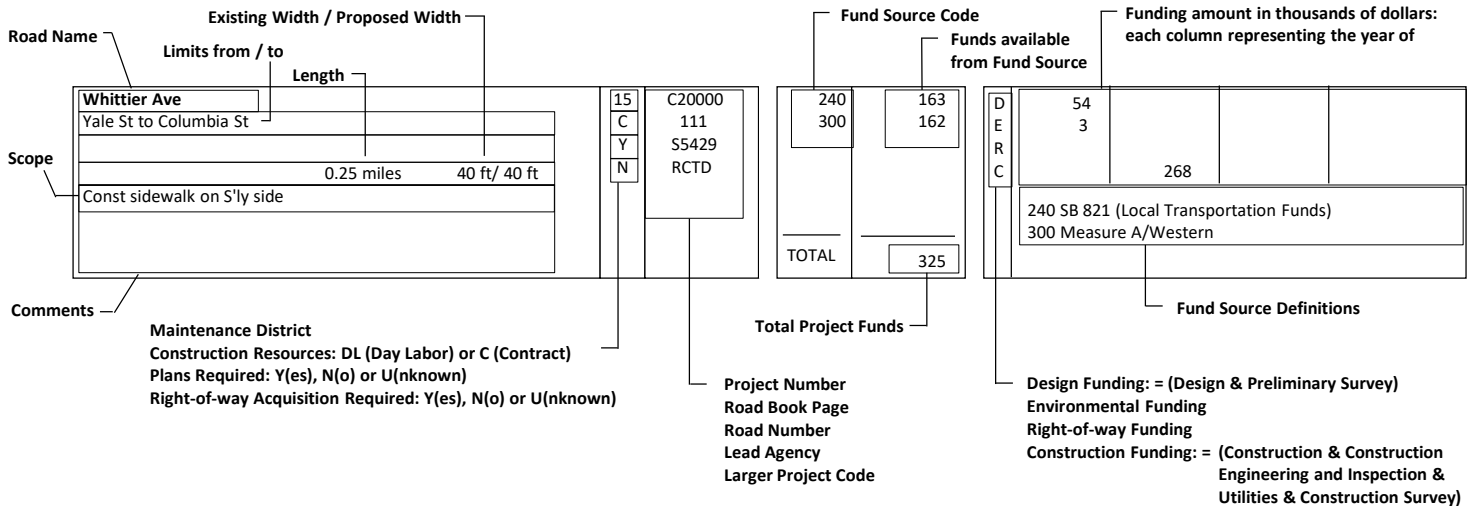 Existing Width / Proposed Width
Fund Source Code
Funding amount in thousands of dollars:
each column representing the year of
Road Name
Limits from / to
Funds available
from Fund Source
Length
Whittier Ave
Yale St to Columbia St
0.25 miles 40 ft/ 40 ft
Scope
Const sidewalk on S'ly side
15
C
Y
N
C20000
111
S5429
RCTD
240 163
300 162
TOTAL 325
D 54
E 3
R
C 268
240 SB 821 (Local Transportation Funds)
300 Measure A/Western
Comments
Maintenance District
Construction Resources: DL (Day Labor) or C (Contract)
Plans Required: Y(es), N(o) or U(nknown)
Right-of-way Acquisition Required: Y(es), N(o) or U(nknown)
Total Project Funds
Fund Source Definitions
Project Number
Road Book Page
Road Number
Lead Agency
Larger Project Code
Design Funding: = (Design & Preliminary Survey)
Environmental Funding
Right-of-way Funding
Construction Funding: = (Construction & Construction
Engineering and Inspection &
Utilities & Construction Survey)